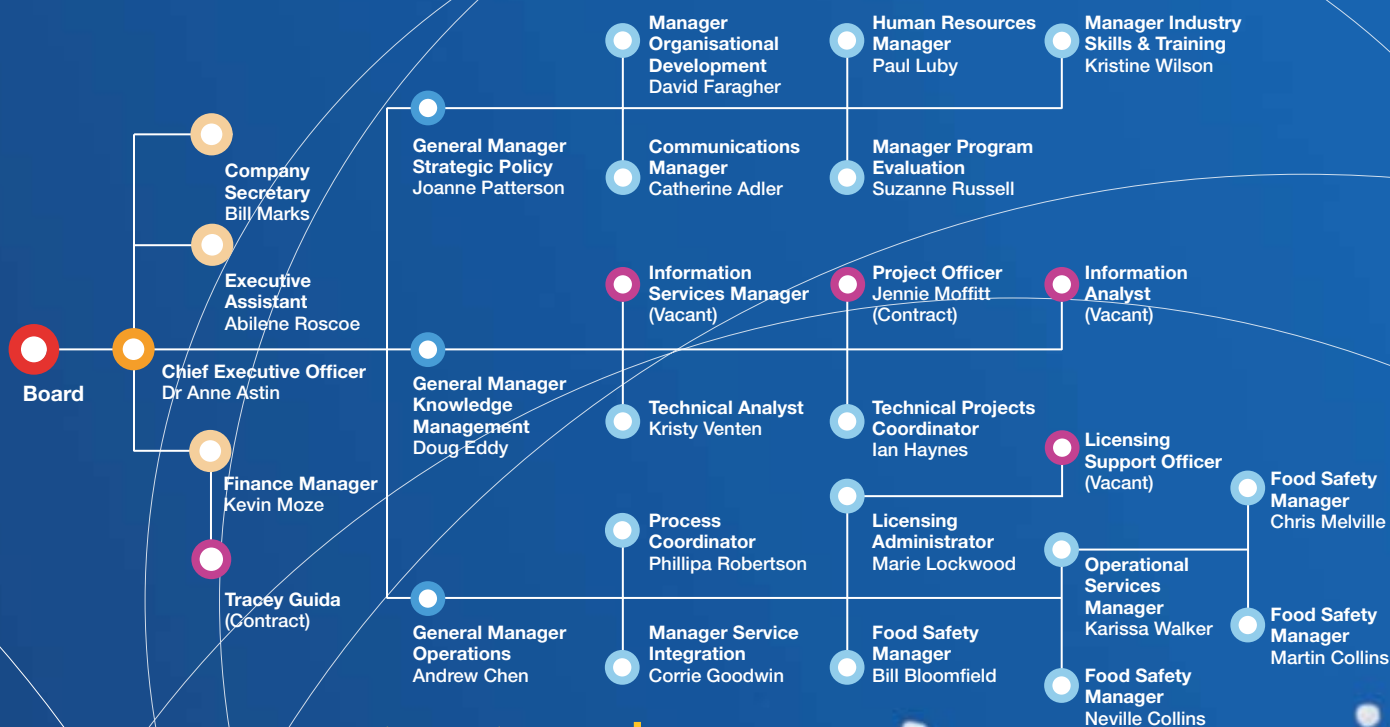 Manager
Organisational
Development
David Faragher
Human Resources
Manager
Paul Luby
Manager Industry
Skills & Training
Kristine Wilson
Company
Secretary
Bill Marks
General Manager
Strategic Policy
Joanne Patterson
Communications
Manager
Catherine Adler
Manager Program
Evaluation
Suzanne Russell
Executive
Assistant
Abilene Roscoe
Information
Services Manager
(Vacant)
Project Officer
Jennie Moffitt
(Contract)
Information
Analyst
(Vacant)
Board
Chief Executive Officer
Dr Anne Astin
General Manager
Knowledge
Management
Doug Eddy
Technical Analyst
Kristy Venten
Technical Projects
Coordinator
Ian Haynes
Licensing
Support Officer
(Vacant)
Finance Manager
Kevin Moze
Tracey Guida
(Contract)
Process
Coordinator
Phillipa Robertson
Licensing
Administrator
Marie Lockwood
Operational
Services
Manager
Karissa Walker
Food Safety
Manager
Chris Melville
Food Safety
Manager
Martin Collins
General Manager
Operations
Andrew Chen
Manager Service
Integration
Corrie Goodwin
Food Safety
Manager
Bill Bloomfield
Food Safety
Manager
Neville Collins